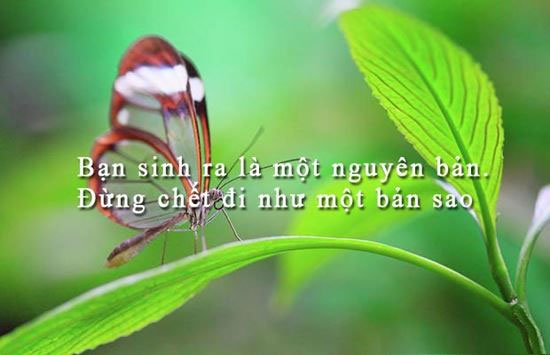 Bạn sinh ra là một nguyên bản.
Đừng chết đi như một bản sao